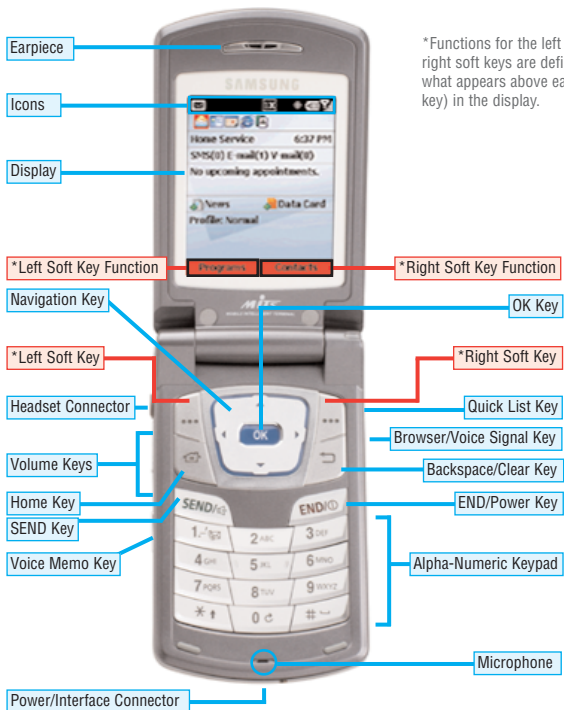 Earpiece
*Functions for the left
right soft keys are defi
what appears above ea
key) in the display.
SAMSUNG
Icons
Home Service 6:37 PM
SMS(0) E-mail(1) V-mail(0)
Display
No upcoming appointments.
News Data Card
Profile: Normal
*Left Soft Key Function
Programs Contacts
*Right Soft Key Function
Navigation Key
OK Key
*Left Soft Key
*Right Soft Key
Headset Connector
Quick List Key
OK
Browser/Voice Signal Key
Volume Keys
Backspace/Clear Key
Home Key
END/Power Key
SEND Key
SEND/
END/
Voice Memo Key
1 2 ABC 3 DEF
4 GHI 5 JKL 6 MNO
Alpha-Numeric Keypad
7 PQRS 8 TUV 9 WXYZ
* 0 #
Microphone
Power/Interface Connector